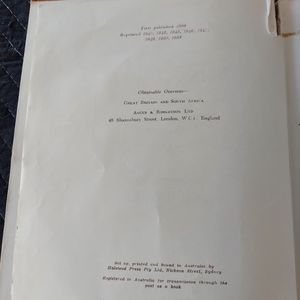 First published
Reprinted
Obtainable Overseas—
GREAT BRITAIN AND SOUTH AFRICA
ANGUS & ROBERTSON LTD
48 Bloomsbury Street, London, W.C.1, England
Set up, printed and bound in Australia by
Halstead Press Pty Ltd, Nickson Street, Sydney
Registered in Australia for transmission through the
post as a book